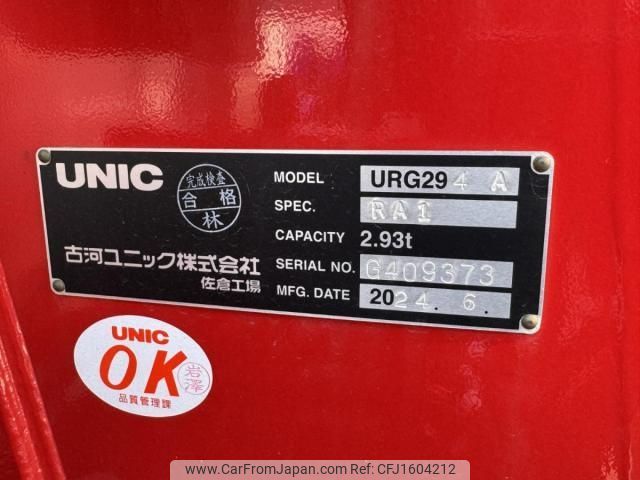 UNIC
完成検査
合格
林
古河ユニック株式会社
佐倉工場
MODEL URG294 A
SPEC. RA1
CAPACITY 2.93t
SERIAL NO. G409373
MFG. DATE 2024. 6.
UNIC
OK
岩澤
品質管理課
www.CarFromJapan.com | REF CFJ1604212